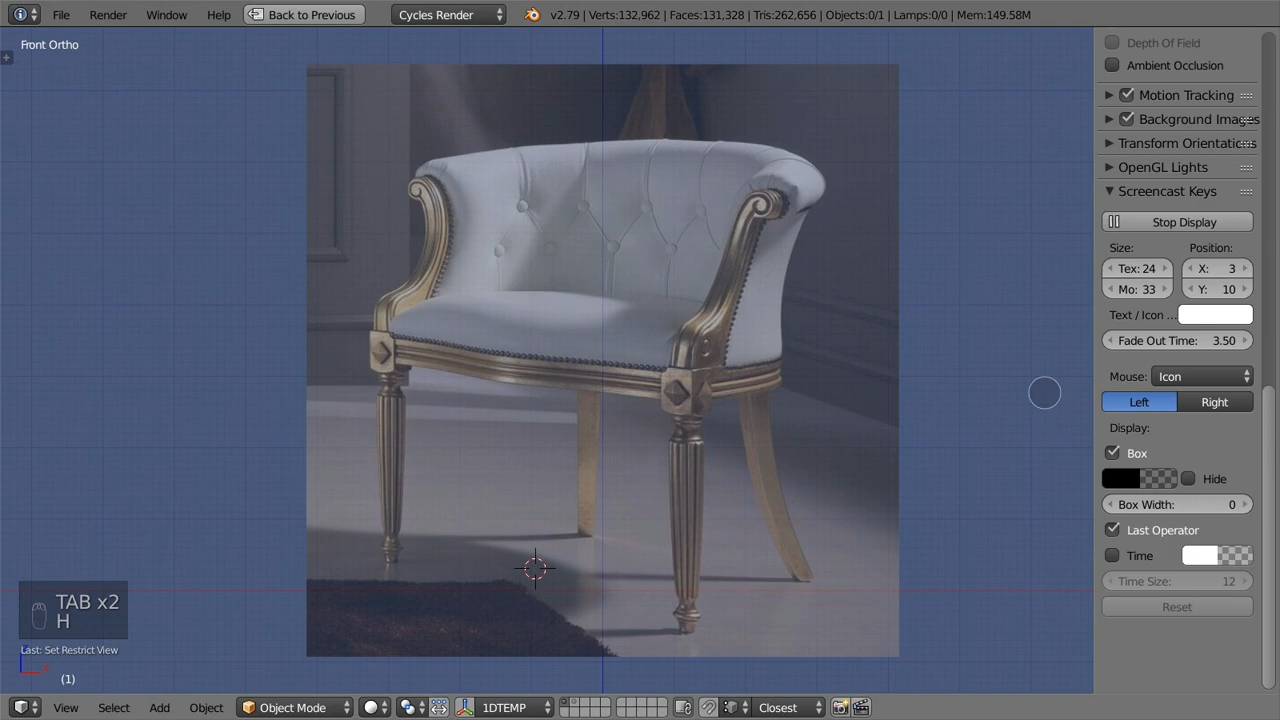 File Render Window Help Back to Previous Cycles Render v2.79 | Verts:132,962 | Faces:131,328 | Tris:262,656 | Objects:0/1 | Lamps:0/0 | Mem:149.58M
Front Ortho
Depth Of Field
Ambient Occlusion
Motion Tracking
Background Images
Transform Orientations
OpenGL Lights
Screencast Keys
Stop Display
Size: Position:
Tex: 24 X: 3
Mo: 33 Y: 10
Text / Icon ...
Fade Out Time: 3.50
Mouse: Icon
Left Right
Display:
Box
Hide
Box Width: 0
Last Operator
Time
Time Size: 12
Reset
TAB x2
H
Last: Set Restrict View
(1)
View Select Add Object Object Mode 1DTEMP Closest